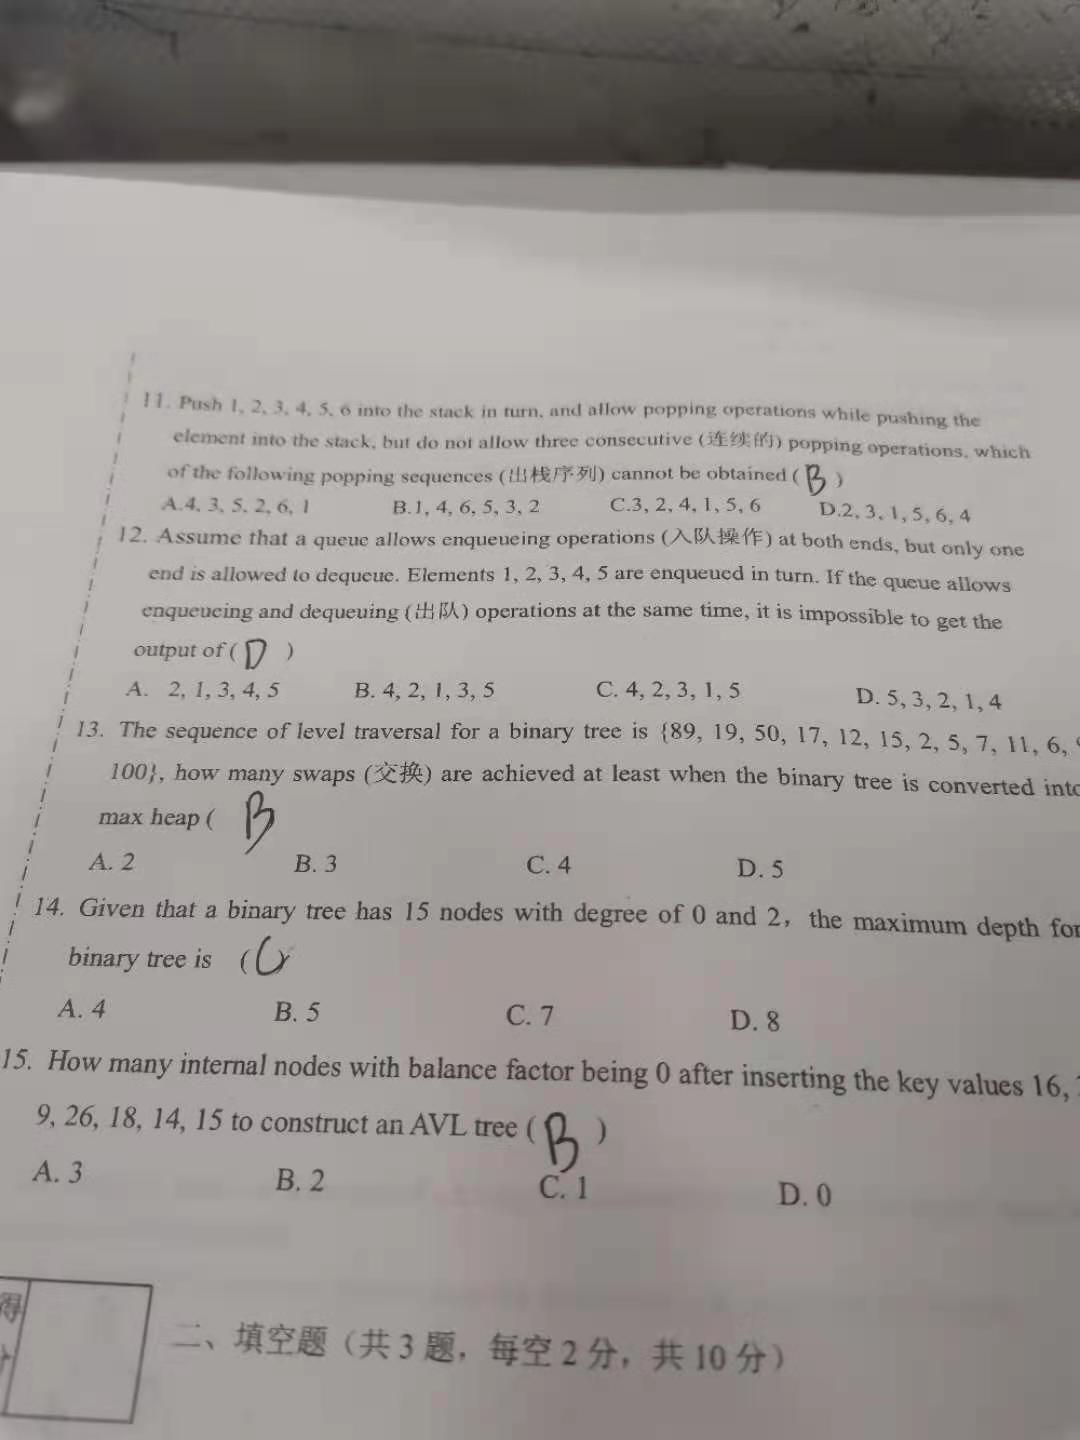 11. Push 1, 2, 3, 4, 5, 6 into the stack in turn, and allow popping operations while pushing the
element into the stack, but do not allow three consecutive (连续的) popping operations, which
of the following popping sequences (出栈序列) cannot be obtained ( B )
A.4, 3, 5, 2, 6, 1 B.1, 4, 6, 5, 3, 2 C.3, 2, 4, 1, 5, 6 D.2, 3, 1, 5, 6, 4
12. Assume that a queue allows enqueueing operations (入队操作) at both ends, but only one
end is allowed to dequeue. Elements 1, 2, 3, 4, 5 are enqueued in turn. If the queue allows
enqueueing and dequeuing (出队) operations at the same time, it is impossible to get the
output of ( D )
A. 2, 1, 3, 4, 5 B. 4, 2, 1, 3, 5 C. 4, 2, 3, 1, 5 D. 5, 3, 2, 1, 4
13. The sequence of level traversal for a binary tree is {89, 19, 50, 17, 12, 15, 2, 5, 7, 11, 6,
100}, how many swaps (交换) are achieved at least when the binary tree is converted into
max heap ( B
A. 2 B. 3 C. 4 D. 5
14. Given that a binary tree has 15 nodes with degree of 0 and 2, the maximum depth for
binary tree is ( C )
A. 4 B. 5 C. 7 D. 8
15. How many internal nodes with balance factor being 0 after inserting the key values 16,
9, 26, 18, 14, 15 to construct an AVL tree ( B )
A. 3 B. 2 C. 1 D. 0
得
二、填空题（共 3 题，每空 2 分，共 10 分）